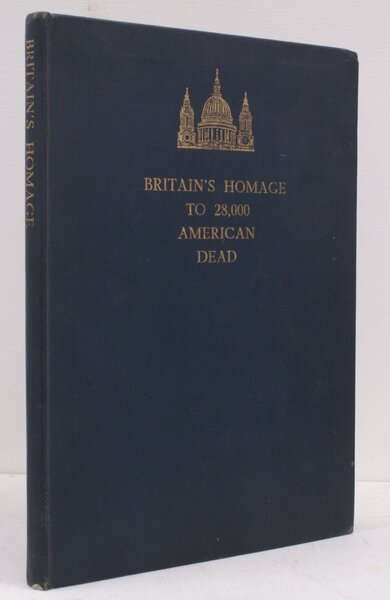 BRITAIN'S HOMAGE
BRITAIN'S HOMAGE
TO 28,000
AMERICAN
DEAD